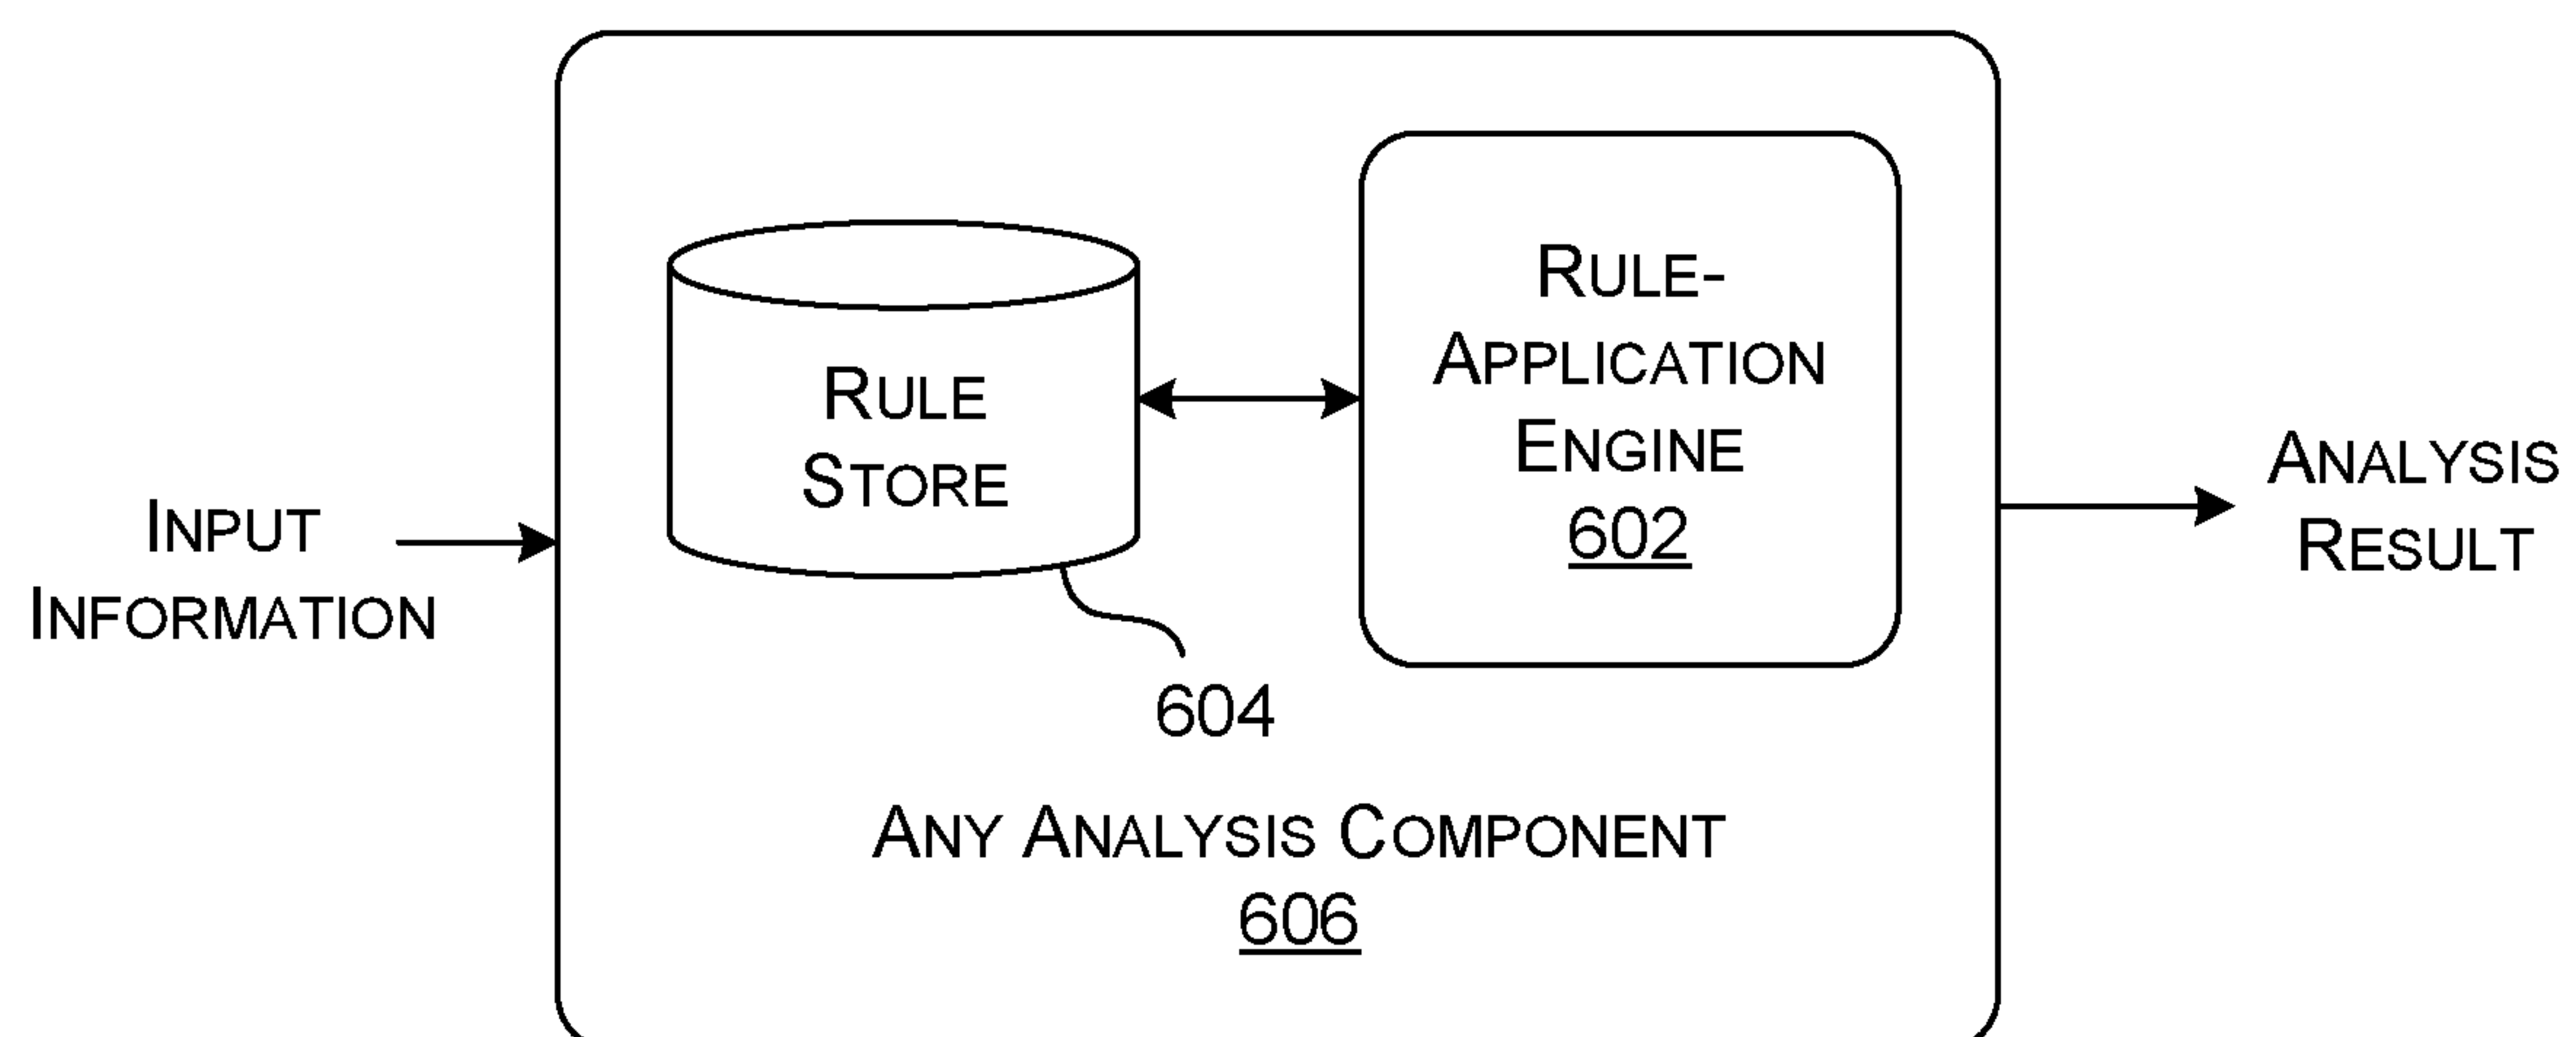 INPUT
INFORMATION
RULE
STORE
604
RULE-
APPLICATION
ENGINE
602
ANY ANALYSIS COMPONENT
606
ANALYSIS
RESULT